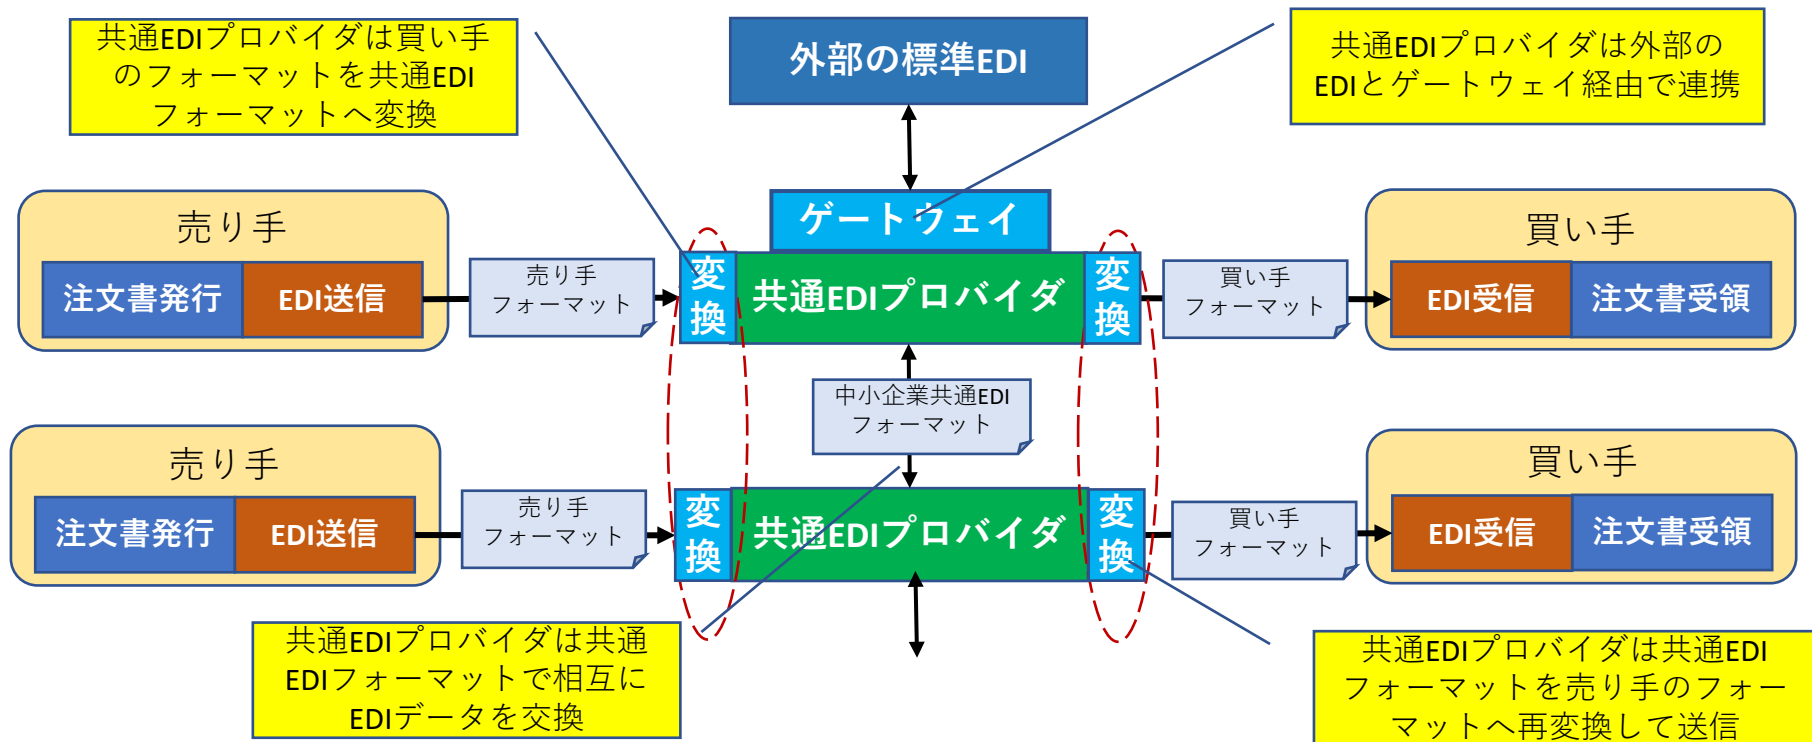 共通EDIプロバイダは買い手
のフォーマットを共通EDI
フォーマットへ変換
外部の標準EDI
共通EDIプロバイダは外部の
EDIとゲートウェイ経由で連携
売り手
注文書発行
EDI送信
売り手
フォーマット
ゲートウェイ
変
換
共通EDIプロバイダ
変
換
買い手
フォーマット
買い手
EDI受信
注文書受領
中小企業共通EDI
フォーマット
売り手
注文書発行
EDI送信
売り手
フォーマット
変
換
共通EDIプロバイダ
変
換
買い手
フォーマット
買い手
EDI受信
注文書受領
共通EDIプロバイダは共通
EDIフォーマットで相互に
EDIデータを交換
共通EDIプロバイダは共通EDI
フォーマットを売り手のフォー
マットへ再変換して送信